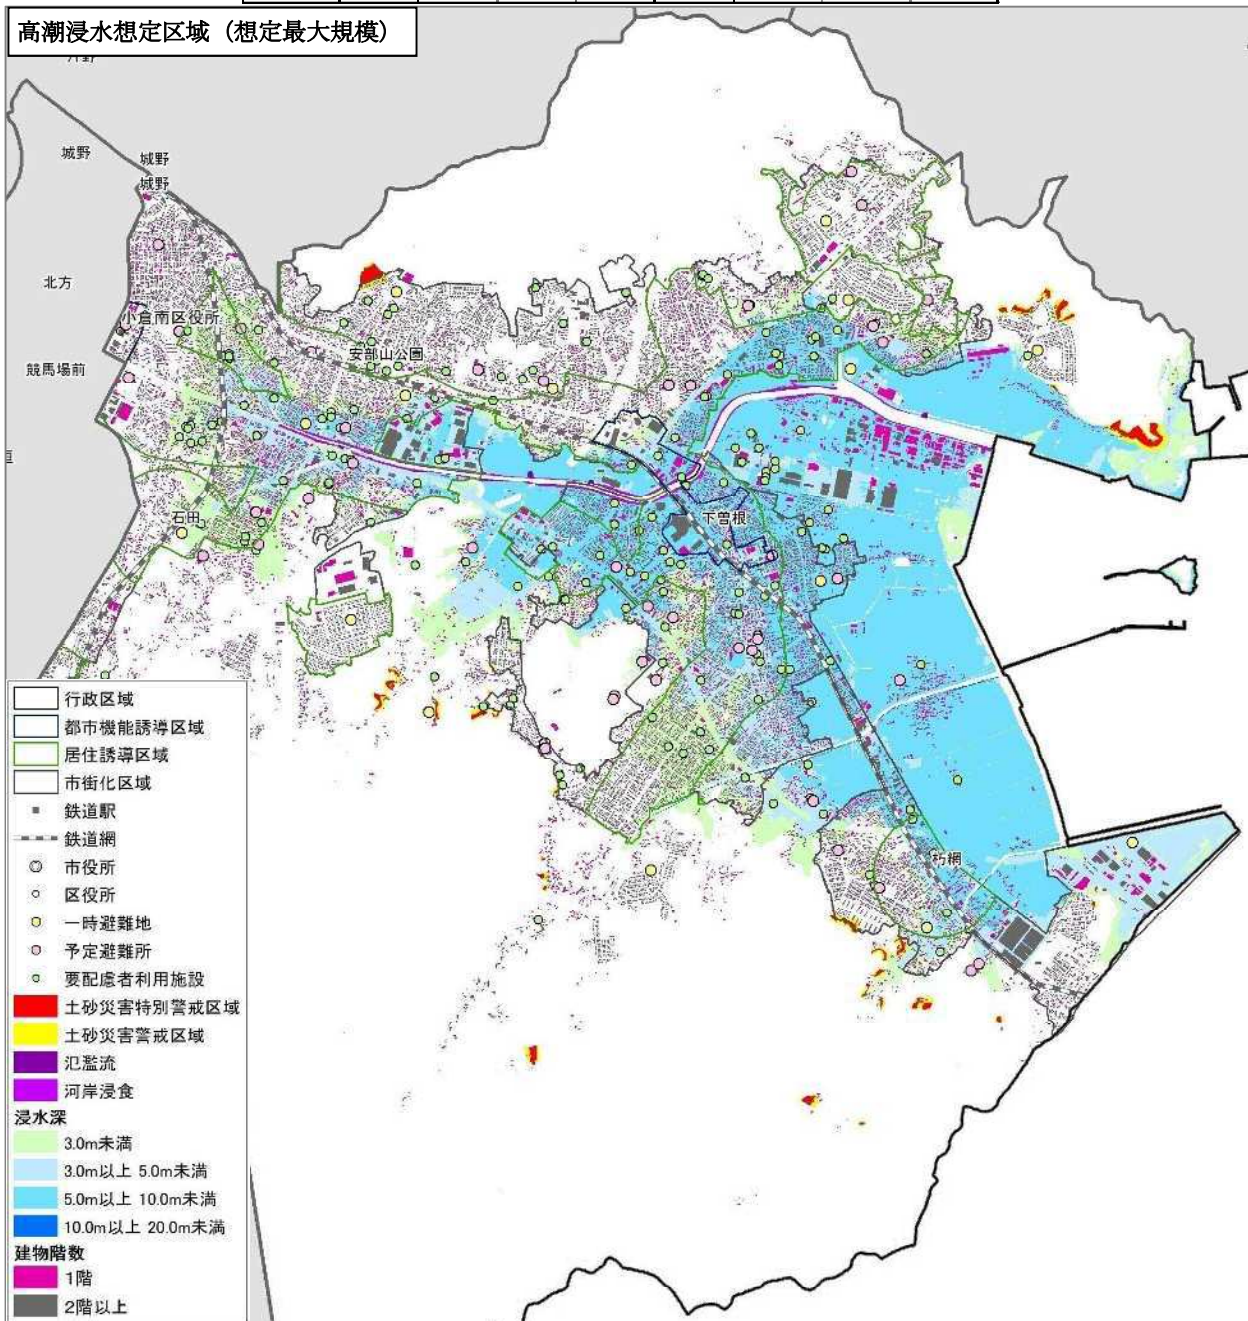 高潮浸水想定区域（想定最大規模）
城野
城野
城野
北方
小倉南区役所
安部山公園
競馬場前
石田
下曽根
朽網
行政区域
都市機能誘導区域
居住誘導区域
市街化区域
鉄道駅
鉄道網
市役所
区役所
一時避難地
予定避難所
要配慮者利用施設
土砂災害特別警戒区域
土砂災害警戒区域
氾濫流
河岸浸食
浸水深
3.0m未満
3.0m以上 5.0m未満
5.0m以上 10.0m未満
10.0m以上 20.0m未満
建物階数
1階
2階以上